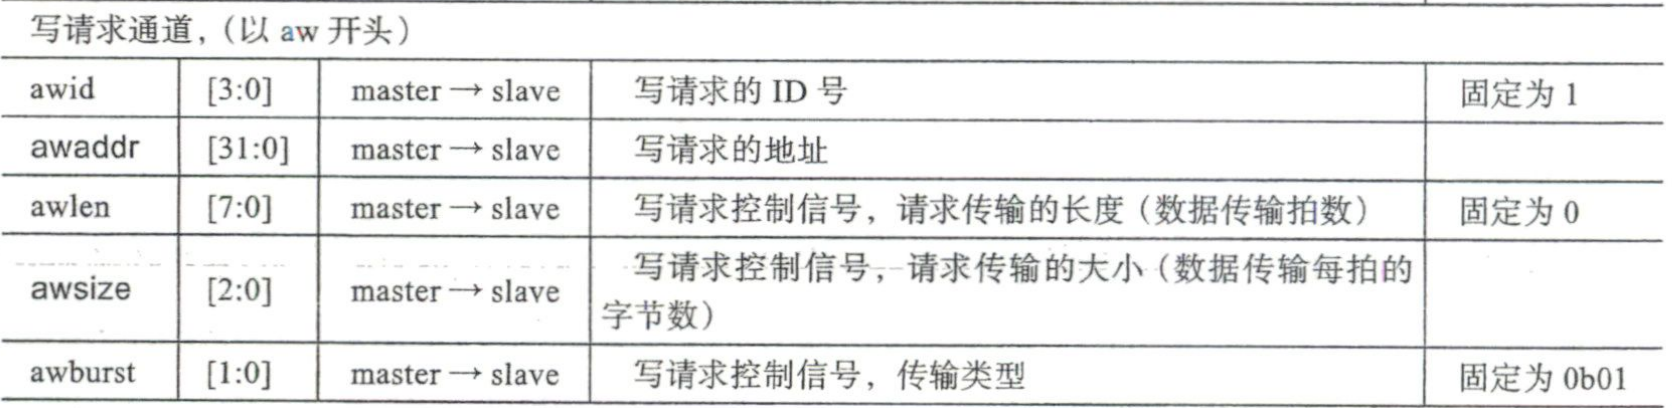 写请求通道，（以 aw 开头）
awid [3:0] master → slave 写请求的 ID 号 固定为 1
awaddr [31:0] master → slave 写请求的地址
awlen [7:0] master → slave 写请求控制信号，请求传输的长度（数据传输拍数） 固定为 0
awsize [2:0] master → slave 写请求控制信号，请求传输的大小（数据传输每拍的
字节数）
awburst [1:0] master → slave 写请求控制信号，传输类型 固定为 0b01